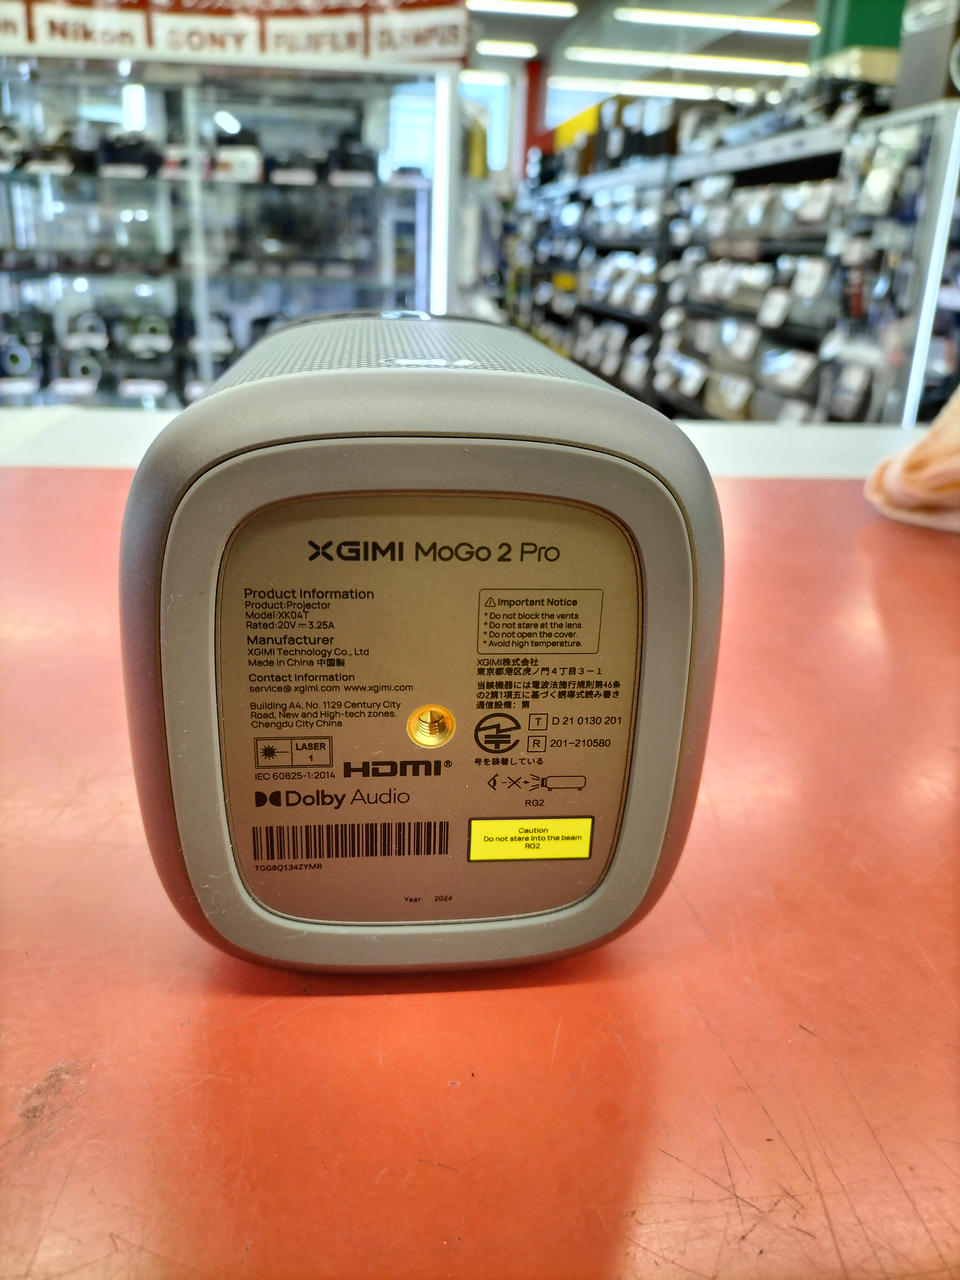 Nikon
SONY
FUJIFILM
OLYMPUS
XGIMI MoGo 2 Pro
Product Information
Product:Projector
Model:XK04T
Rated:20V⎓3.25A
Manufacturer
XGIMI Technology Co., Ltd
Made in China 中国製
Contact Information
service@xgimi.com www.xgimi.com
Building A4, No. 1129 Century City
Road, New and High-tech zones.
Chengdu City China
LASER
1
IEC 60825-1:2014
HDMI®
Dolby Audio
TGG8Q134ZYMR
Important Notice
* Do not block the vents.
* Do not stare at the lens.
* Do not open the cover.
* Avoid high temperature.
XGIMI株式会社
東京都港区虎ノ門4丁目3-1
当該機器には電波法施行規則第46条
の2第1項五に基づく誘導式読み書き
通信設備: 第
T D 21 0130 201
R 201-210580
号を装着している
RG2
Caution
Do not stare into the beam
RG2
Year: 2024